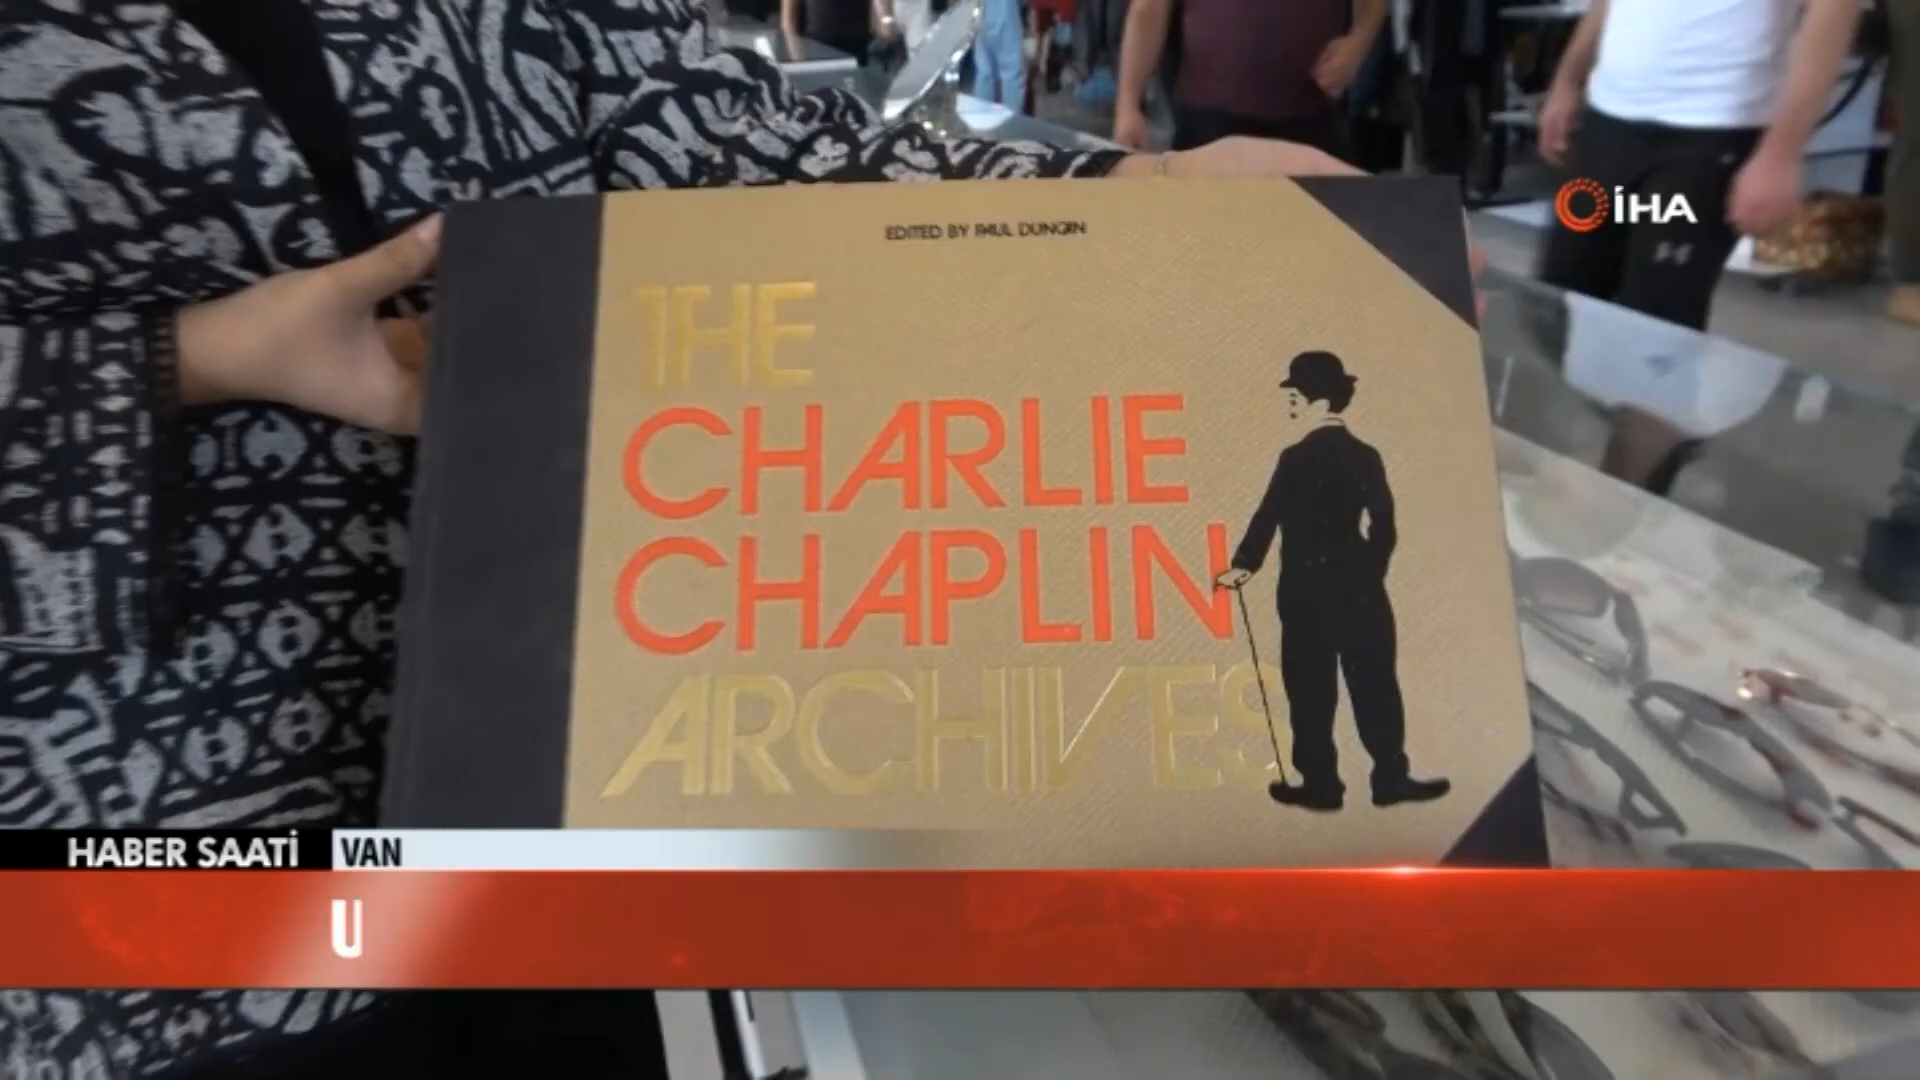 İHA
EDITED BY PAUL DUNCAN
THE
CHARLIE
CHAPLIN
ARCHIVES
HABER SAATİ
VAN
U